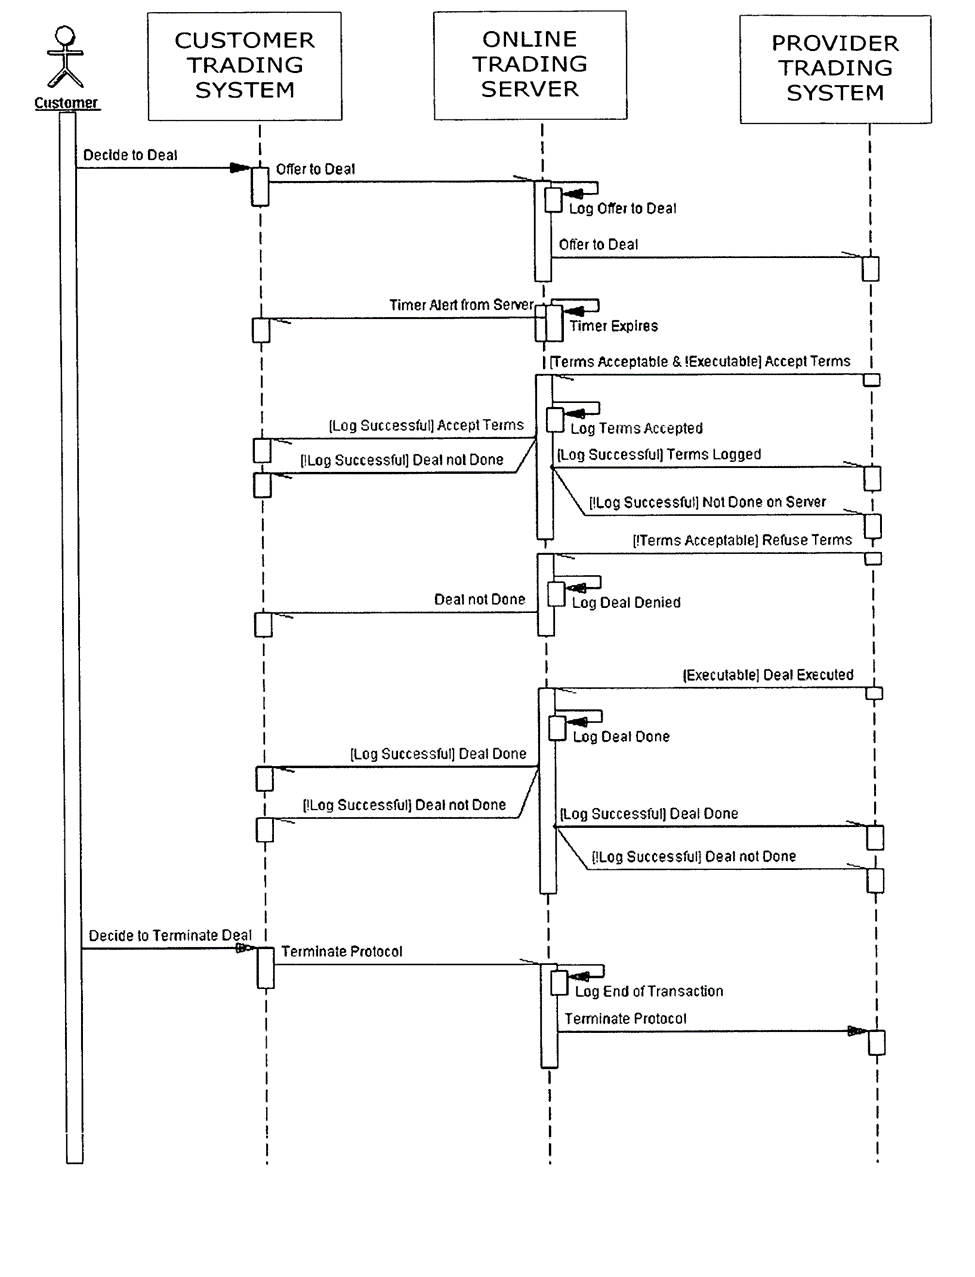 CUSTOMER
TRADING
SYSTEM
ONLINE
TRADING
SERVER
PROVIDER
TRADING
SYSTEM
Customer
Decide to Deal
Offer to Deal
Log Offer to Deal
Offer to Deal
Timer Alert from Server
Timer Expires
[Terms Acceptable & !Executable] Accept Terms
Log Terms Accepted
[Log Successful] Accept Terms
[!Log Successful] Deal not Done
[Log Successful] Terms Logged
[!Log Successful] Not Done on Server
[!Terms Acceptable] Refuse Terms
Log Deal Denied
Deal not Done
[Executable] Deal Executed
Log Deal Done
[Log Successful] Deal Done
[!Log Successful] Deal not Done
[Log Successful] Deal Done
[!Log Successful] Deal not Done
Decide to Terminate Deal
Terminate Protocol
Log End of Transaction
Terminate Protocol